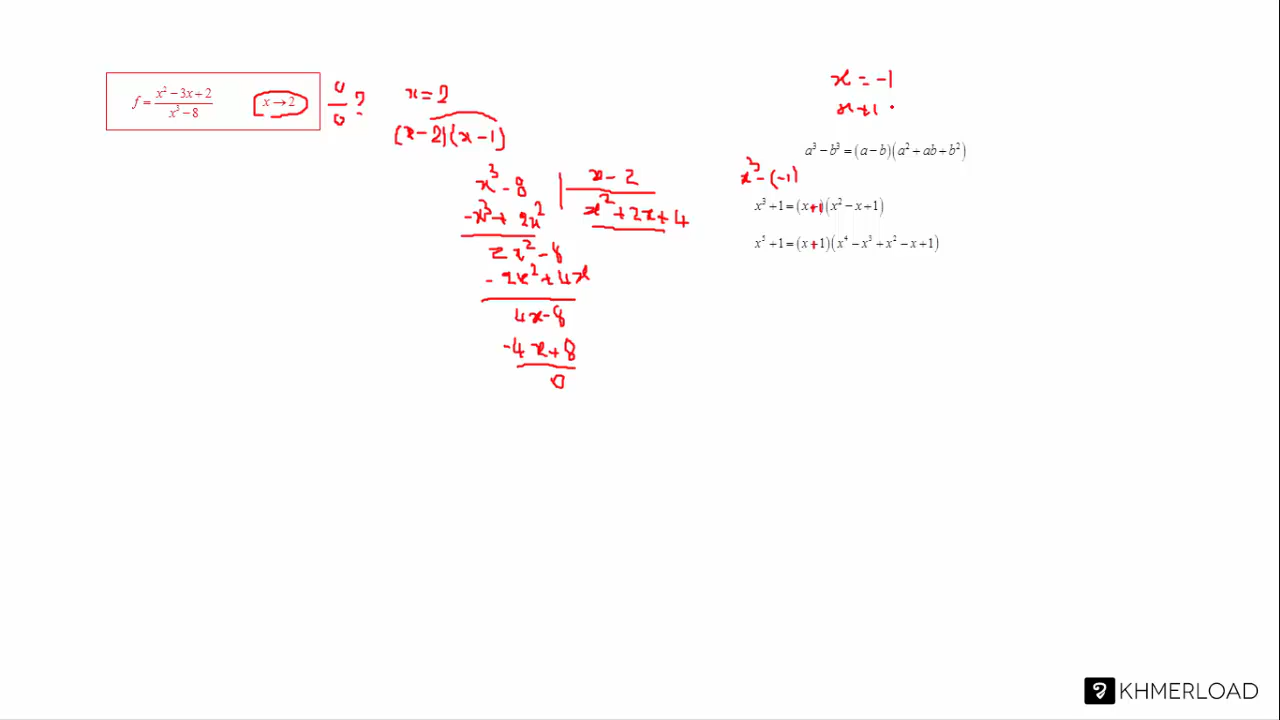 f = (x² − 3x + 2)/(x³ − 8)   x → 2
0/0 ?
x = 2
(x − 2)(x − 1)
x³ − 8 | x − 2
−x³ + 2x²   x² + 2x + 4
2x² − 8
− 2x² + 4x
4x − 8
−4x + 8
0
x = −1
x + 1
a³ − b³ = (a − b)(a² + ab + b²)
x³ − (−1)
x³ + 1 = (x + 1)(x² − x + 1)
x⁵ + 1 = (x + 1)(x⁴ − x³ + x² − x + 1)
KHMERLOAD